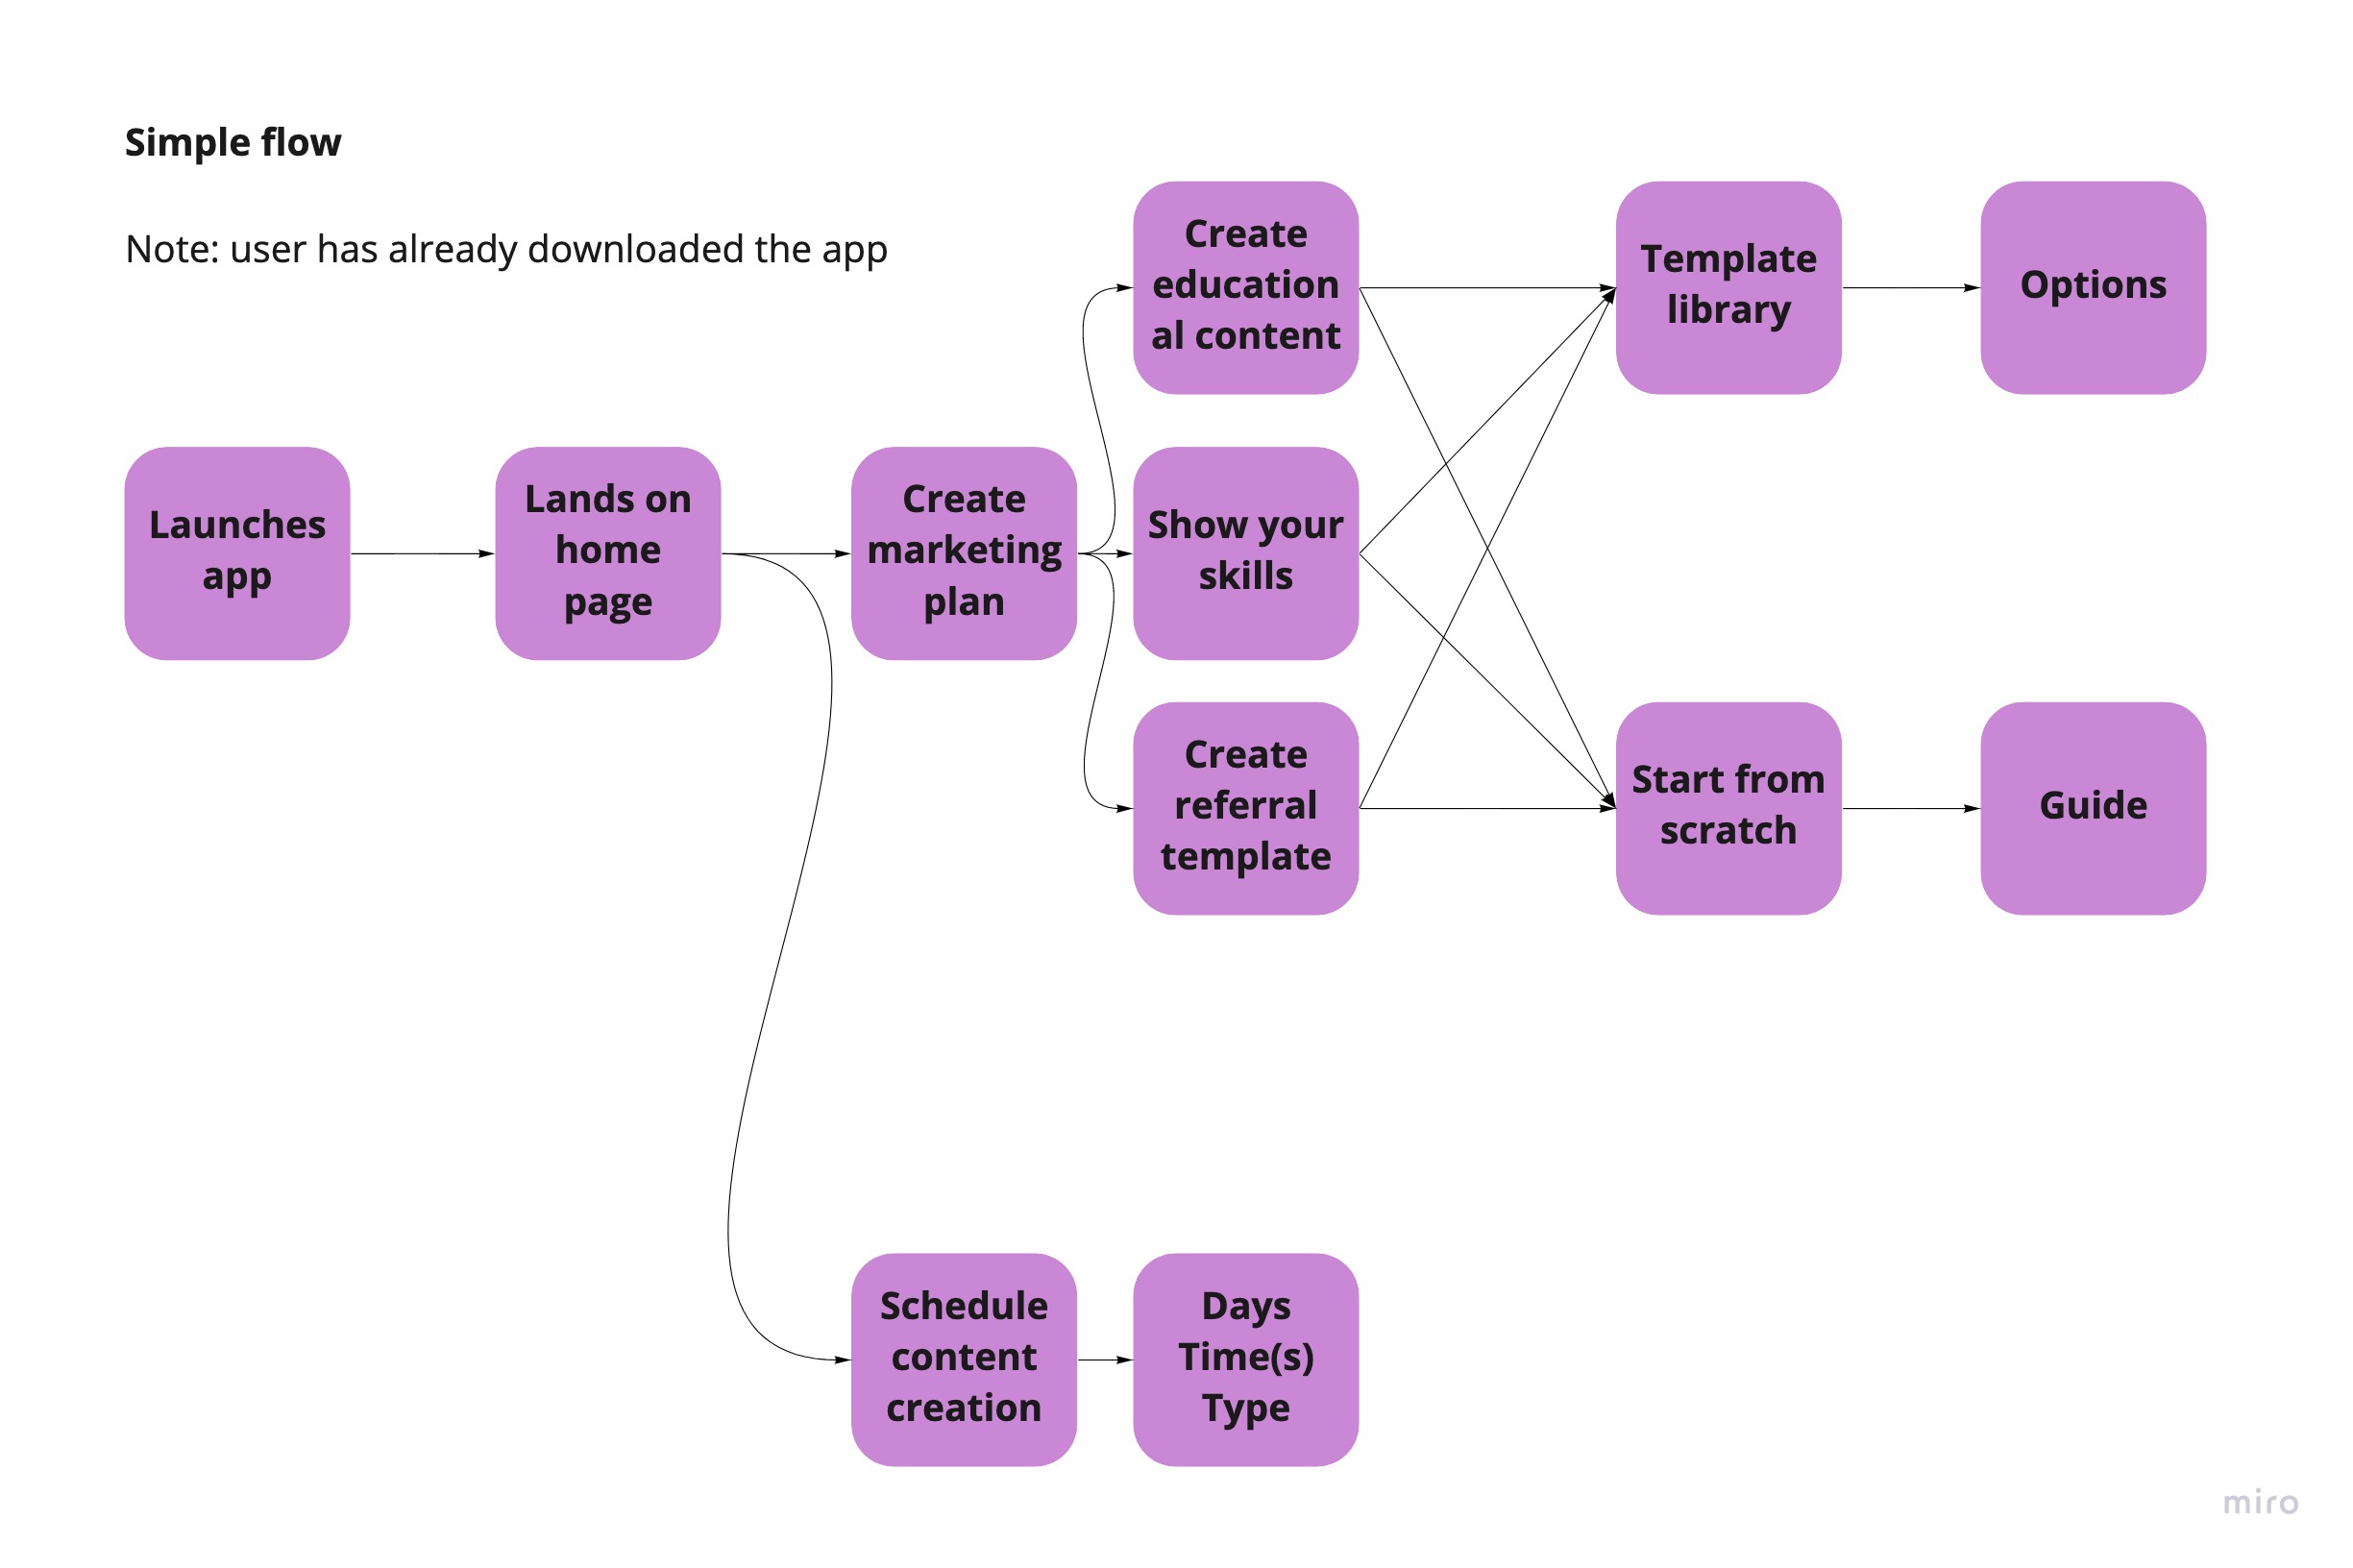 Simple flow
Note: user has already downloaded the app
Launches
app
Lands on
home
page
Create
marketing
plan
Create
education
al content
Show your
skills
Create
referral
template
Template
library
Options
Start from
scratch
Guide
Schedule
content
creation
Days
Time(s)
Type
miro